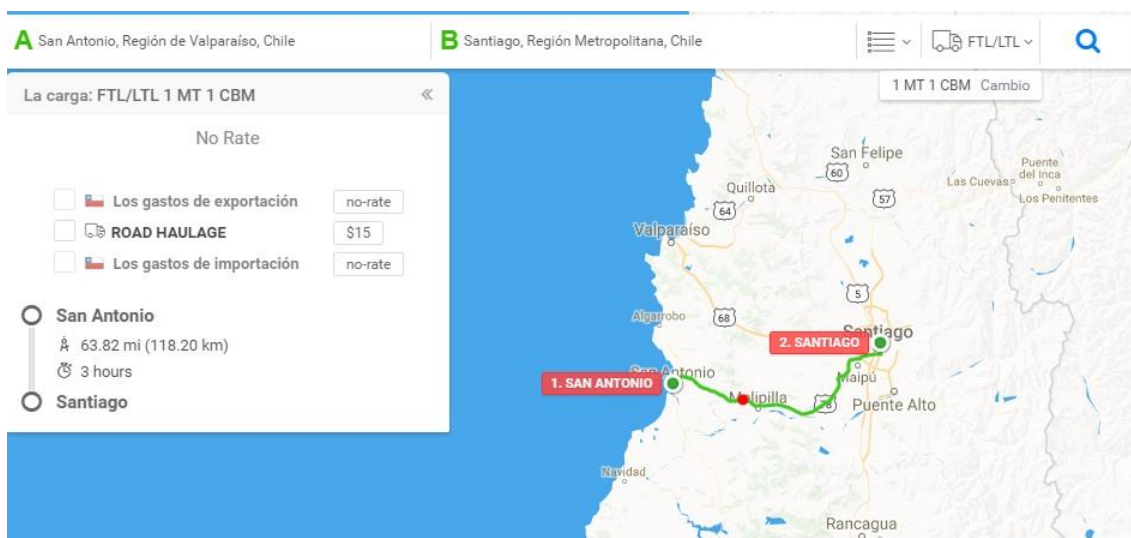 A San Antonio, Región de Valparaíso, Chile
B Santiago, Región Metropolitana, Chile
FTL/LTL
La carga: FTL/LTL 1 MT 1 CBM
1 MT 1 CBM Cambio
No Rate
Los gastos de exportación no-rate
ROAD HAULAGE $15
Los gastos de importación no-rate
San Antonio
63.82 mi (118.20 km)
3 hours
Santiago
San Felipe
60
Puente del Inca
Las Cuevas
Los Penitentes
Quillota
57
64
Valparaíso
5
Algarrobo
68
Santiago
2. SANTIAGO
San Antonio
1. SAN ANTONIO
Maipú
Melipilla
78
Puente Alto
Navidad
Rancagua